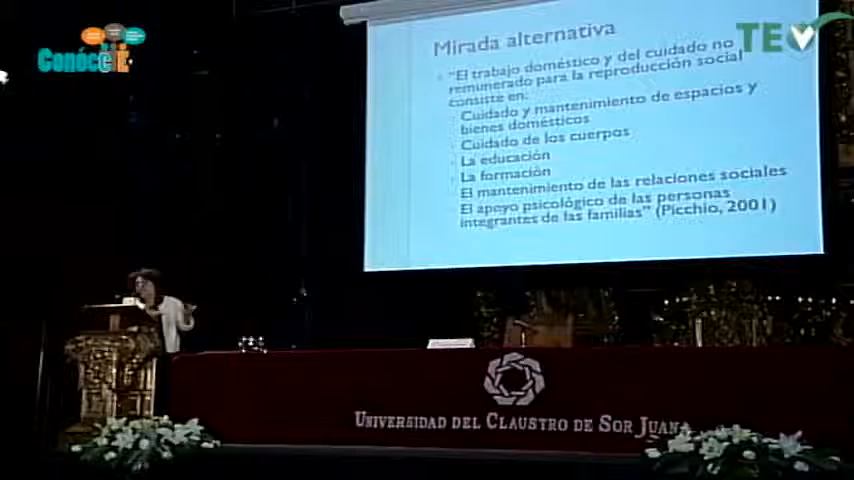 Conóce TE
TEV
Mirada alternativa
"El trabajo doméstico y del cuidado no
remunerado para la reproducción social
consiste en:
Cuidado y mantenimiento de espacios y
bienes domésticos
Cuidado de los cuerpos
La educación
La formación
El mantenimiento de las relaciones sociales
El apoyo psicológico de las personas
integrantes de las familias" (Picchio, 2001)
UNIVERSIDAD DEL CLAUSTRO DE SOR JUANA